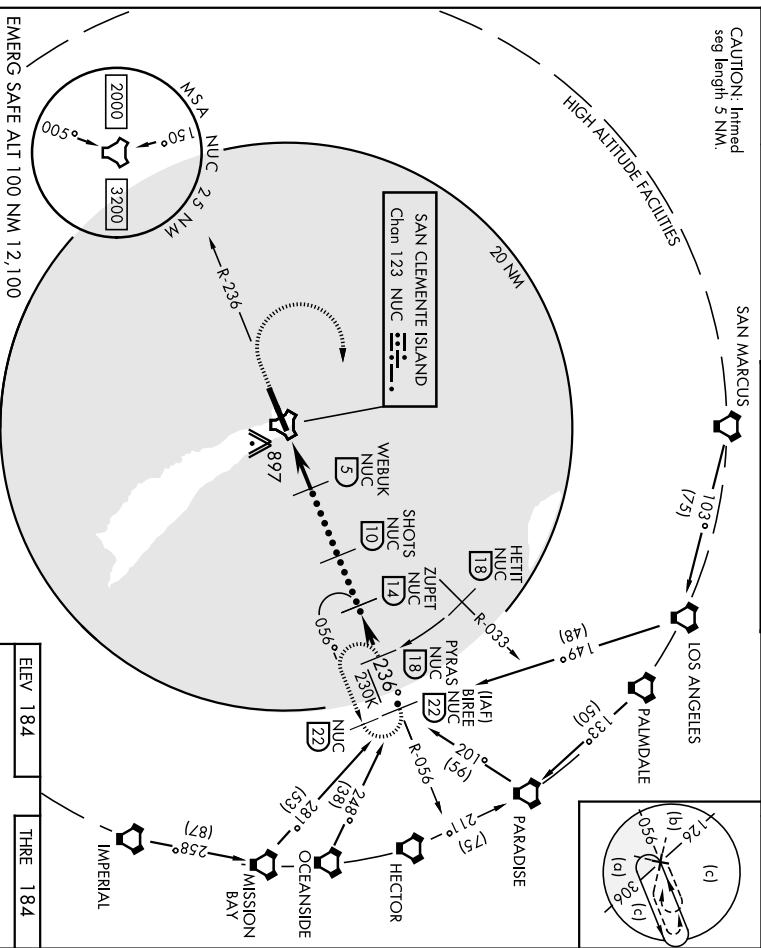 CAUTION: Intmed
seg length 5 NM.
HIGH ALTITUDE FACILITIES
SAN MARCUS
103°
(75)
LOS ANGELES
149°
(48)
PALMDALE
133°
(50)
PARADISE
201°
(56)
211°
(75)
HECTOR
OCEANSIDE
248°
(38)
MISSION
BAY
281°
(53)
258°
(87)
IMPERIAL
20 NM
SAN CLEMENTE ISLAND
Chan 123 NUC
R-236
897
WEBUK
NUC
5
SHOTS
NUC
10
ZUPET
NUC
14
HETIT
NUC
18
R-033
PYRAS
NUC
18
(IAF)
BIREE
NUC
22
NUC
22
R-056
236°
230K
056°
MSA NUC 25 NM
2000
3200
150°
005°
EMERG SAFE ALT 100 NM 12,100
126
056
306
(a)
(b)
(c)
(c)
ELEV 184
THRE 184